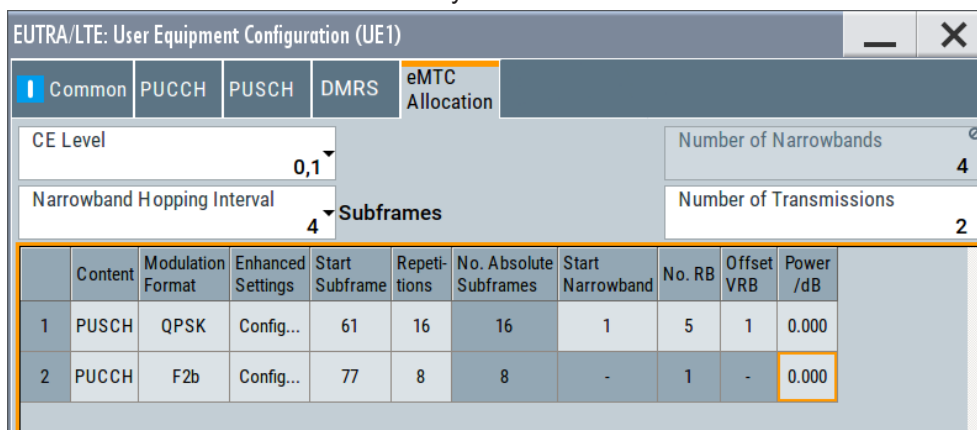 EUTRA/LTE: User Equipment Configuration (UE1)
Common PUCCH PUSCH DMRS eMTC Allocation
CE Level
0,1
Number of Narrowbands
4
Narrowband Hopping Interval
4 Subframes
Number of Transmissions
2
Content Modulation Format Enhanced Settings Start Subframe Repeti- tions No. Absolute Subframes Start Narrowband No. RB Offset VRB Power /dB
1 PUSCH QPSK Config... 61 16 16 1 5 1 0.000
2 PUCCH F2b Config... 77 8 8 - 1 - 0.000